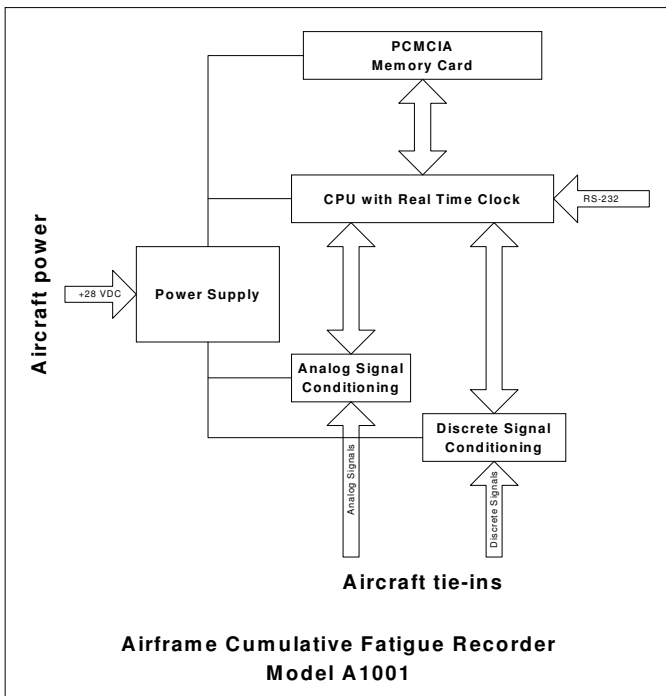 PCMCIA
Memory Card
CPU with Real Time Clock
RS-232
Aircraft power
+28 VDC
Power Supply
Analog Signal
Conditioning
Discrete Signal
Conditioning
Analog Signals
Discrete Signals
Aircraft tie-ins
Airframe Cumulative Fatigue Recorder
Model A1001